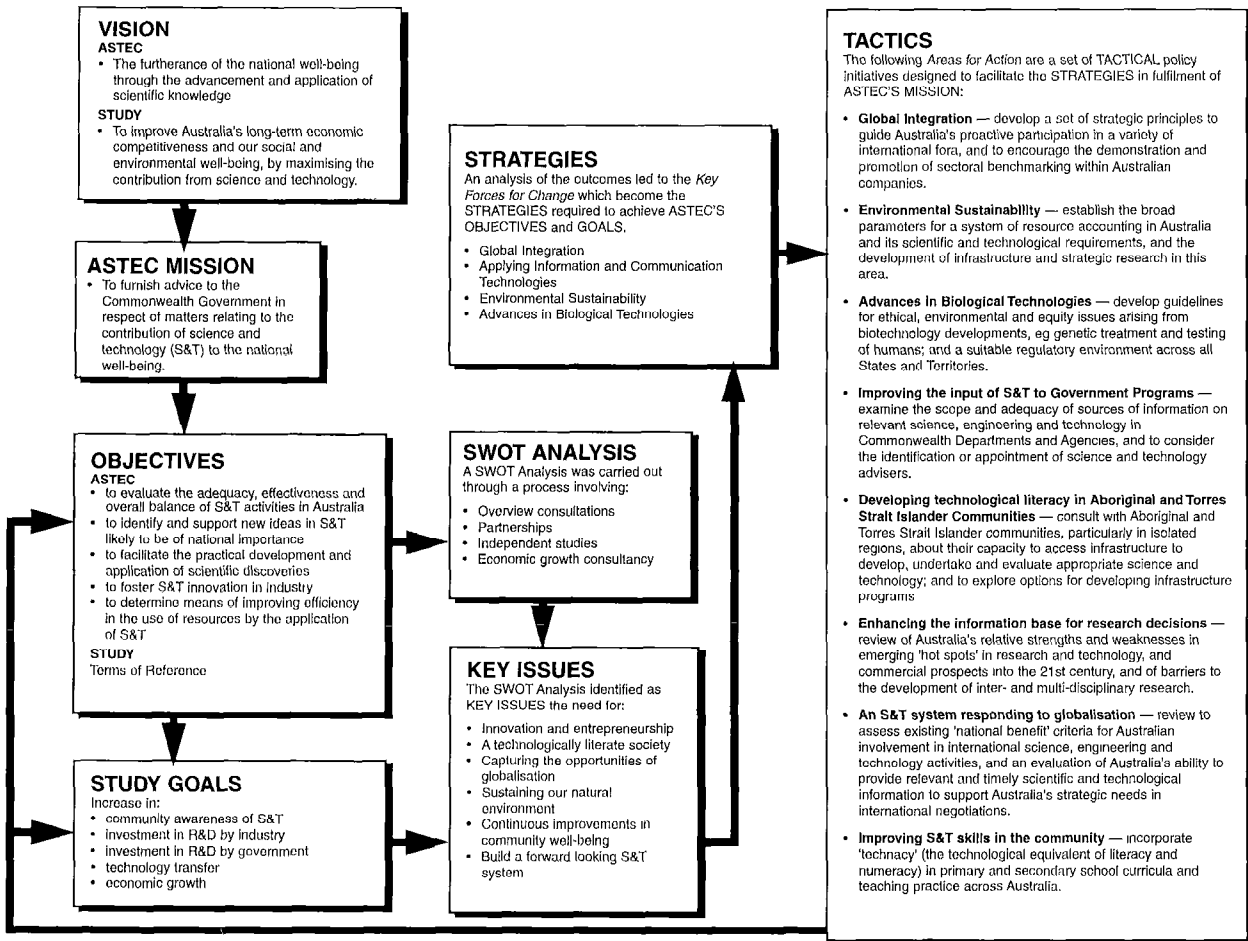 VISION
ASTEC
• The furtherance of the national well-being
through the advancement and application of
scientific knowledge
STUDY
• To improve Australia's long-term economic
competitiveness and our social and
environmental well-being, by maximising the
contribution from science and technology.
ASTEC MISSION
• To furnish advice to the
Commonwealth Government in
respect of matters relating to the
contribution of science and
technology (S&T) to the national
well-being.
OBJECTIVES
ASTEC
• to evaluate the adequacy, effectiveness and
overall balance of S&T activities in Australia
• to identify and support new ideas in S&T
likely to be of national importance
• to facilitate the practical development and
application of scientific discoveries
• to foster S&T innovation in industry
• to determine means of improving efficiency
in the use of resources by the application
of S&T
STUDY
Terms of Reference
STUDY GOALS
Increase in:
• community awareness of S&T
• investment in R&D by industry
• investment in R&D by government
• technology transfer
• economic growth
STRATEGIES
An analysis of the outcomes led to the Key
Forces for Change which become the
STRATEGIES required to achieve ASTEC'S
OBJECTIVES and GOALS.
• Global Integration
• Applying Information and Communication
Technologies
• Environmental Sustainability
• Advances in Biological Technologies
SWOT ANALYSIS
A SWOT Analysis was carried out
through a process involving:
• Overview consultations
• Partnerships
• Independent studies
• Economic growth consultancy
KEY ISSUES
The SWOT Analysis identified as
KEY ISSUES the need for:
• Innovation and entrepreneurship
• A technologically literate society
• Capturing the opportunities of
globalisation
• Sustaining our natural
environment
• Continuous improvements in
community well-being
• Build a forward looking S&T
system
TACTICS
The following Areas for Action are a set of TACTICAL policy
initiatives designed to facilitate the STRATEGIES in fulfilment of
ASTEC'S MISSION:
• Global Integration — develop a set of strategic principles to
guide Australia's proactive participation in a variety of
international fora, and to encourage the demonstration and
promotion of sectoral benchmarking within Australian
companies.
• Environmental Sustainability — establish the broad
parameters for a system of resource accounting in Australia
and its scientific and technological requirements, and the
development of infrastructure and strategic research in this
area.
• Advances in Biological Technologies — develop guidelines
for ethical, environmental and equity issues arising from
biotechnology developments, eg genetic treatment and testing
of humans; and a suitable regulatory environment across all
States and Territories.
• Improving the input of S&T to Government Programs —
examine the scope and adequacy of sources of information on
relevant science, engineering and technology in
Commonwealth Departments and Agencies, and to consider
the identification or appointment of science and technology
advisers.
• Developing technological literacy in Aboriginal and Torres
Strait Islander Communities — consult with Aboriginal and
Torres Strait Islander communities, particularly in isolated
regions, about their capacity to access infrastructure to
develop, undertake and evaluate appropriate science and
technology; and to explore options for developing infrastructure
programs
• Enhancing the information base for research decisions —
review of Australia's relative strengths and weaknesses in
emerging 'hot spots' in research and technology, and
commercial prospects into the 21st century, and of barriers to
the development of inter- and multi-disciplinary research.
• An S&T system responding to globalisation — review to
assess existing 'national benefit' criteria for Australian
involvement in international science, engineering and
technology activities, and an evaluation of Australia's ability to
provide relevant and timely scientific and technological
information to support Australia's strategic needs in
international negotiations.
• Improving S&T skills in the community — incorporate
'technacy' (the technological equivalent of literacy and
numeracy) in primary and secondary school curricula and
teaching practice across Australia.